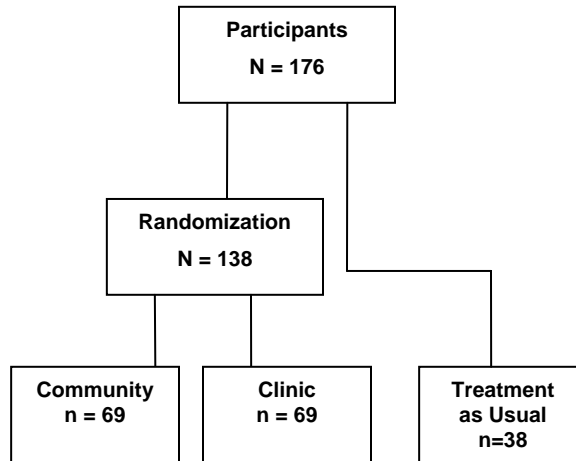 Participants
N = 176
Randomization
N = 138
Community
n = 69
Clinic
n = 69
Treatment
as Usual
n=38